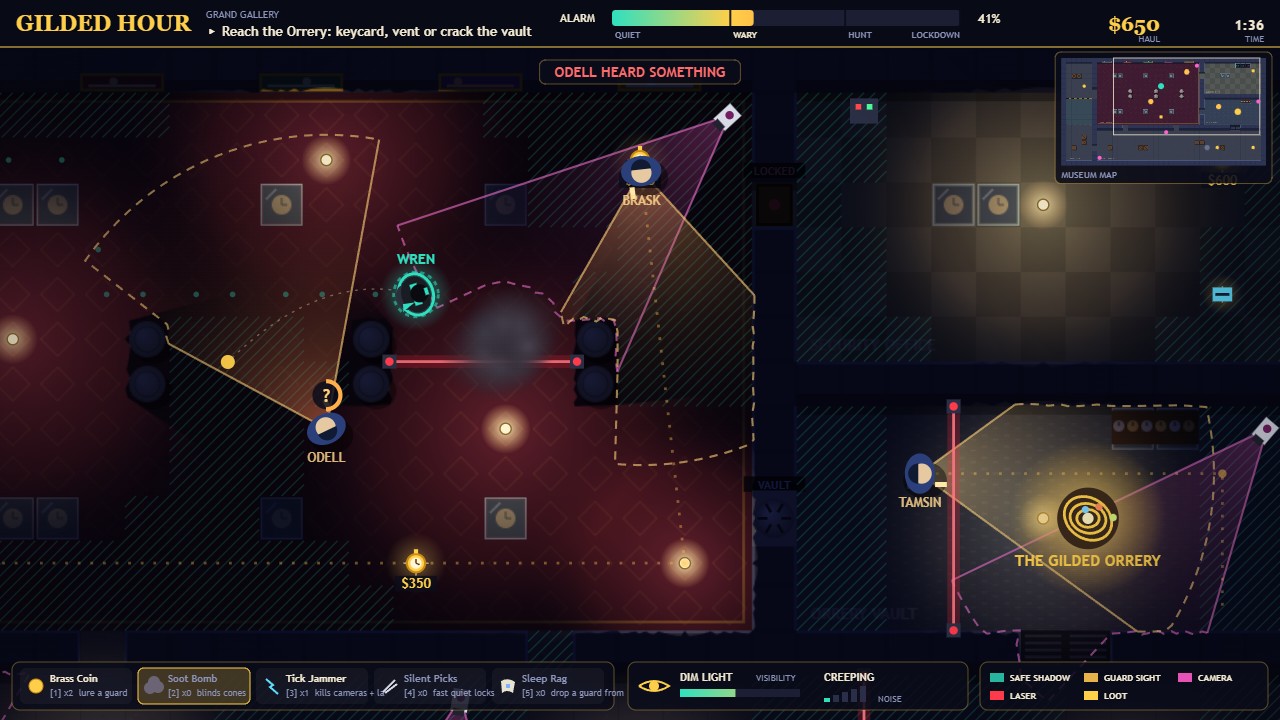 GILDED HOUR
GRAND GALLERY
▸ Reach the Orrery: keycard, vent or crack the vault
ALARM
41%
QUIET
WARY
HUNT
LOCKDOWN
$650
HAUL
1:36
TIME
ODELL HEARD SOMETHING
MUSEUM MAP
$600
BRASK
LOCKED
WREN
?
ODELL
VAULT
TAMSIN
THE GILDED ORRERY
ORRERY VAULT
$350
Brass Coin
[1] x2 lure a guard
Soot Bomb
[2] x0 blinds cones
Tick Jammer
[3] x1 kills cameras + la
Silent Picks
[4] x0 fast quiet locks
Sleep Rag
[5] x0 drop a guard from
DIM LIGHT
VISIBILITY
CREEPING
NOISE
SAFE SHADOW
GUARD SIGHT
CAMERA
LASER
LOOT